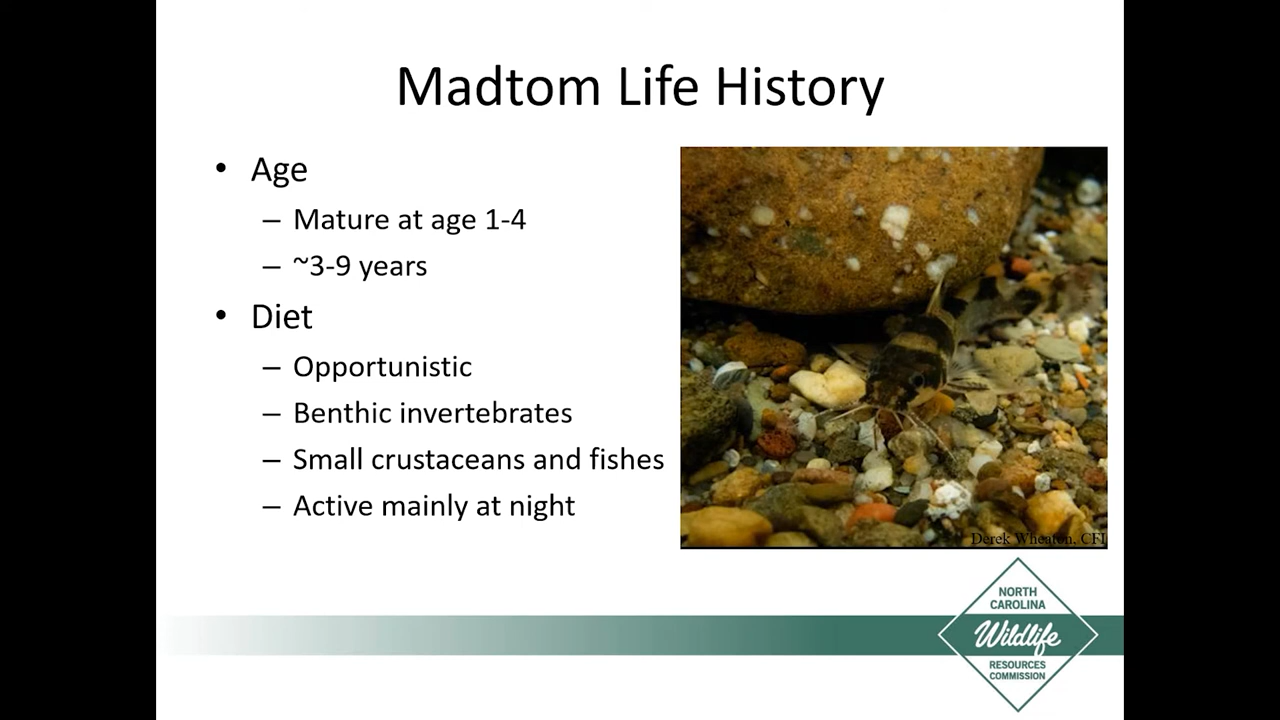 Madtom Life History
• Age
– Mature at age 1-4
– ~3-9 years
• Diet
– Opportunistic
– Benthic invertebrates
– Small crustaceans and fishes
– Active mainly at night
Derek Wheaton, CFI
NORTH
CAROLINA
Wildlife
RESOURCES
COMMISSION